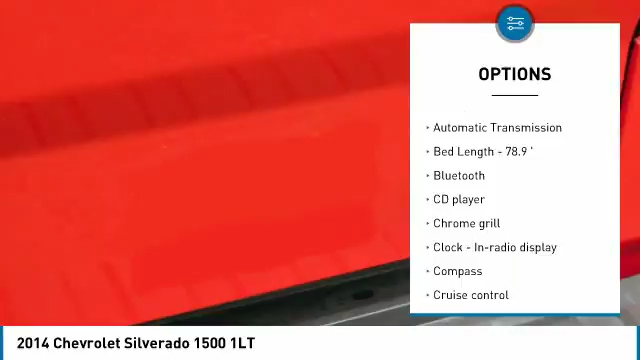 OPTIONS
Automatic Transmission
Bed Length - 78.9 '
Bluetooth
CD player
Chrome grill
Clock - In-radio display
Compass
Cruise control
2014 Chevrolet Silverado 1500 1LT